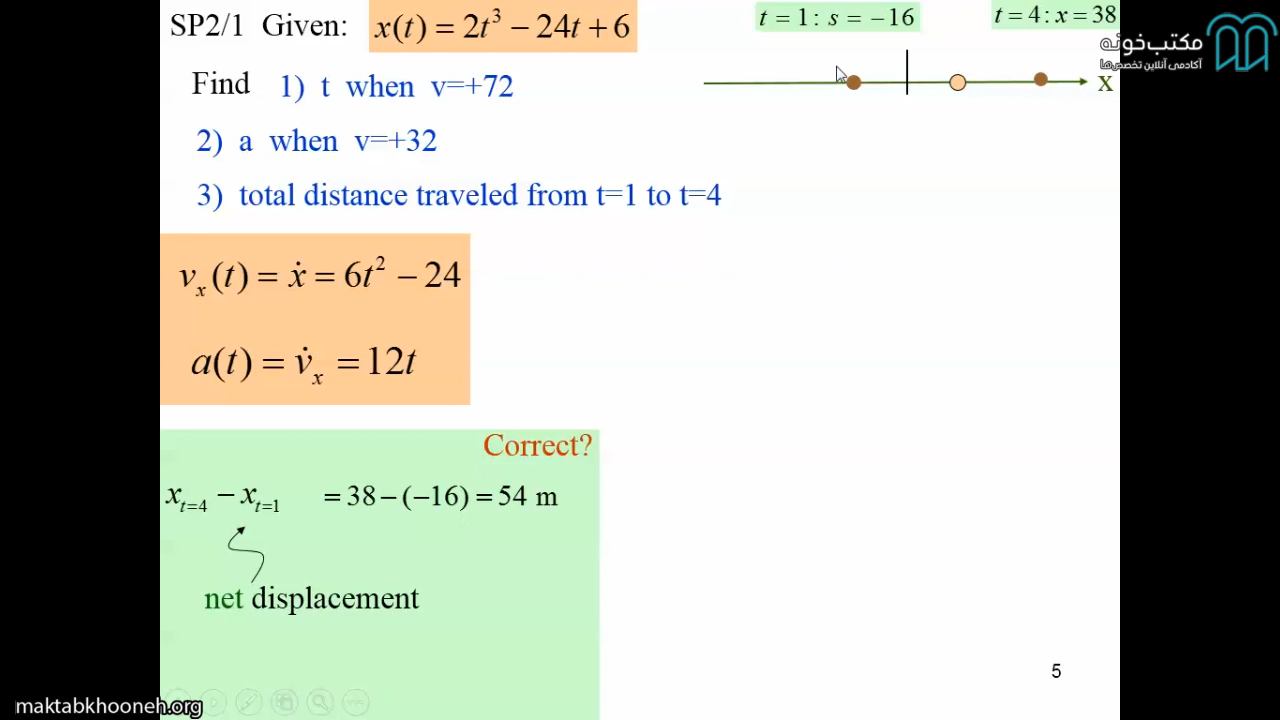 SP2/1 Given: x(t) = 2t³ − 24t + 6
t = 1 : s = −16
t = 4 : x = 38
مکتب‌خونه
آکادمی آنلاین تخصص‌ها
Find 1) t when v=+72
X
2) a when v=+32
3) total distance traveled from t=1 to t=4
vₓ(t) = ẋ = 6t² − 24
a(t) = v̇ₓ = 12t
Correct?
x_{t=4} − x_{t=1} = 38 − (−16) = 54 m
net displacement
5
maktabkhooneh.org